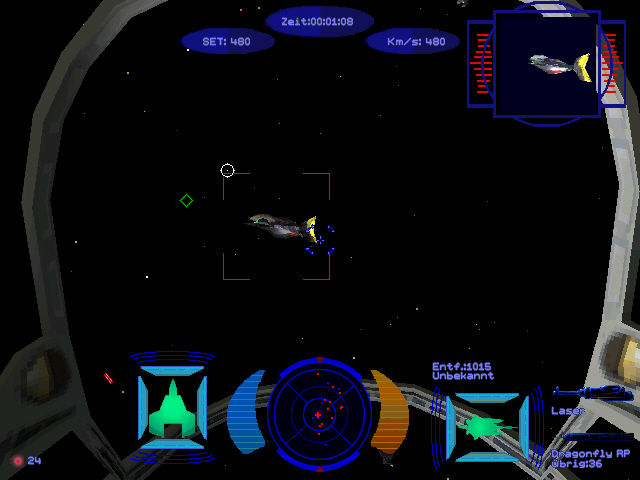 Zeit:00:01:08
SET: 480
Km/s: 480
Entf.:1015
Unbekannt
Laser
Dragonfly RP
Übrig:36
24